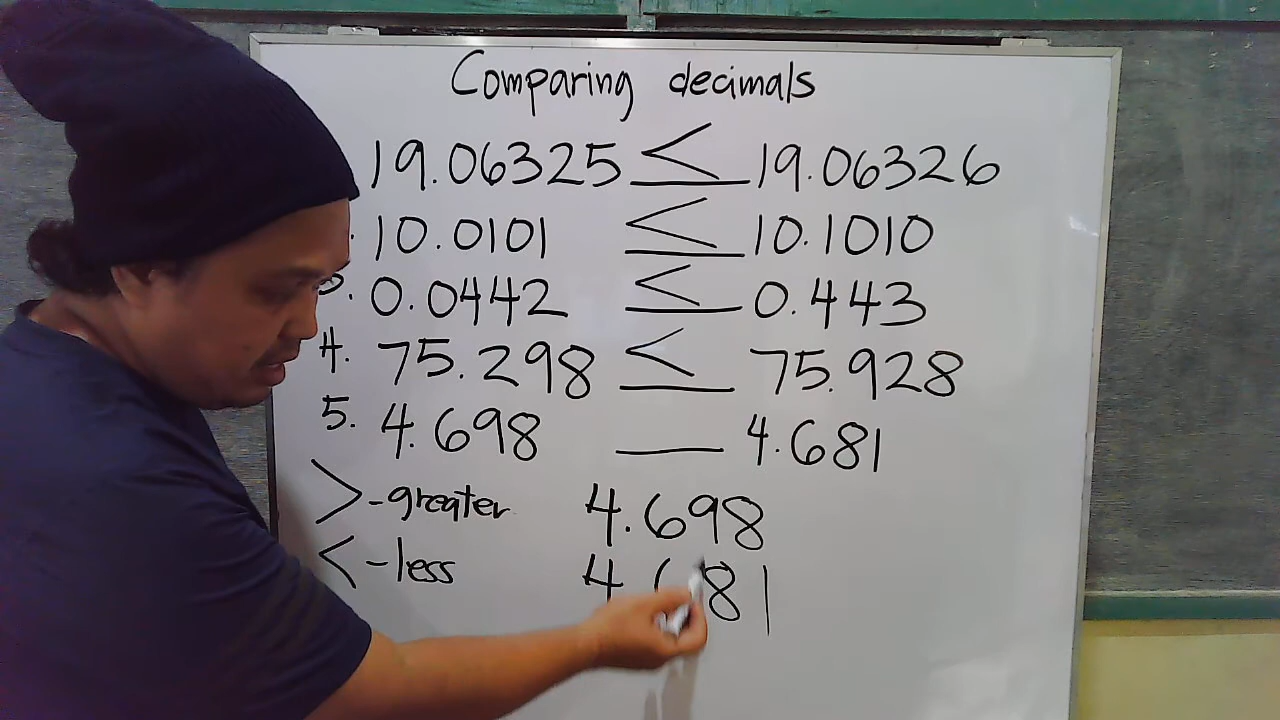 Comparing decimals
19.06325 < 19.06326
. 10.0101 < 10.1010
3. 0.0442 < 0.443
4. 75.298 < 75.928
5. 4.698 __ 4.681
> - greater
< - less
4.698
4.681